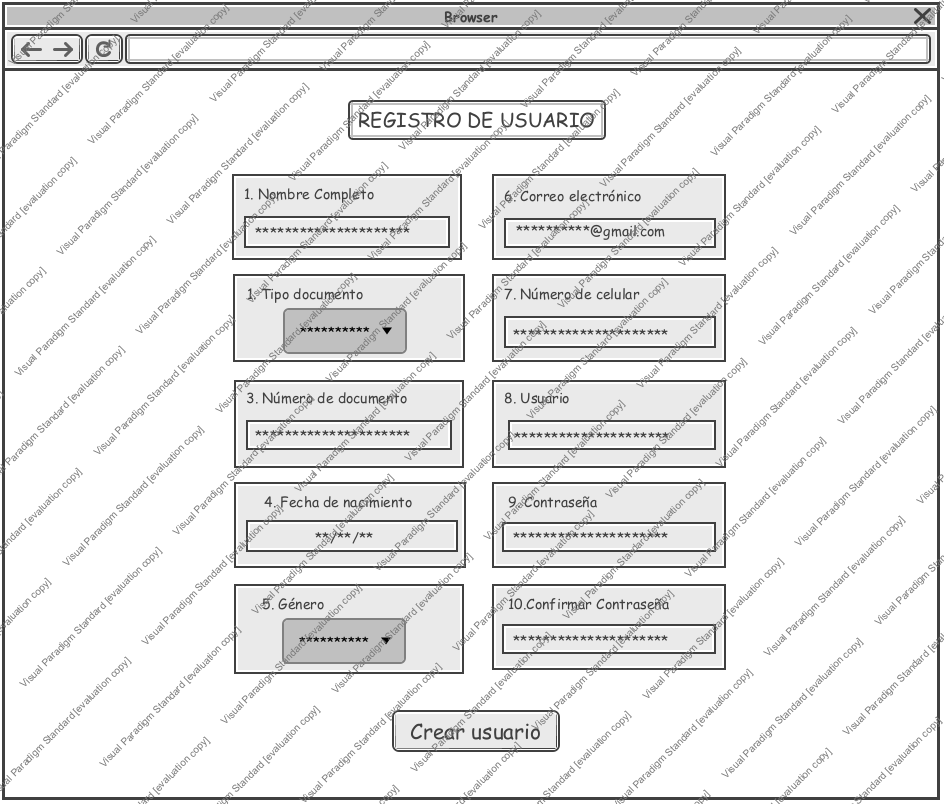 Browser
REGISTRO DE USUARIO
1. Nombre Completo
*********************
1. Tipo documento
**********
3. Número de documento
*********************
4. Fecha de nacimiento
**/**/**
5. Género
**********
6. Correo electrónico
**********@gmail.com
7. Número de celular
*********************
8. Usuario
*********************
9. Contraseña
*********************
10.Confirmar Contraseña
*********************
Crear usuario
Visual Paradigm Standard [evaluation copy]